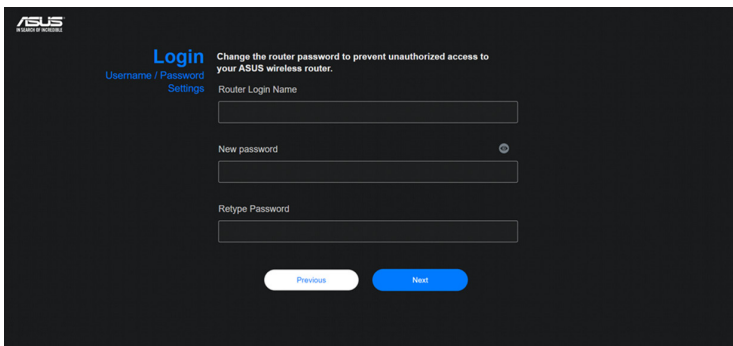 ASUS
IN SEARCH OF INCREDIBLE
Login
Username / Password
Settings
Change the router password to prevent unauthorized access to
your ASUS wireless router.
Router Login Name
New password
Retype Password
Previous
Next